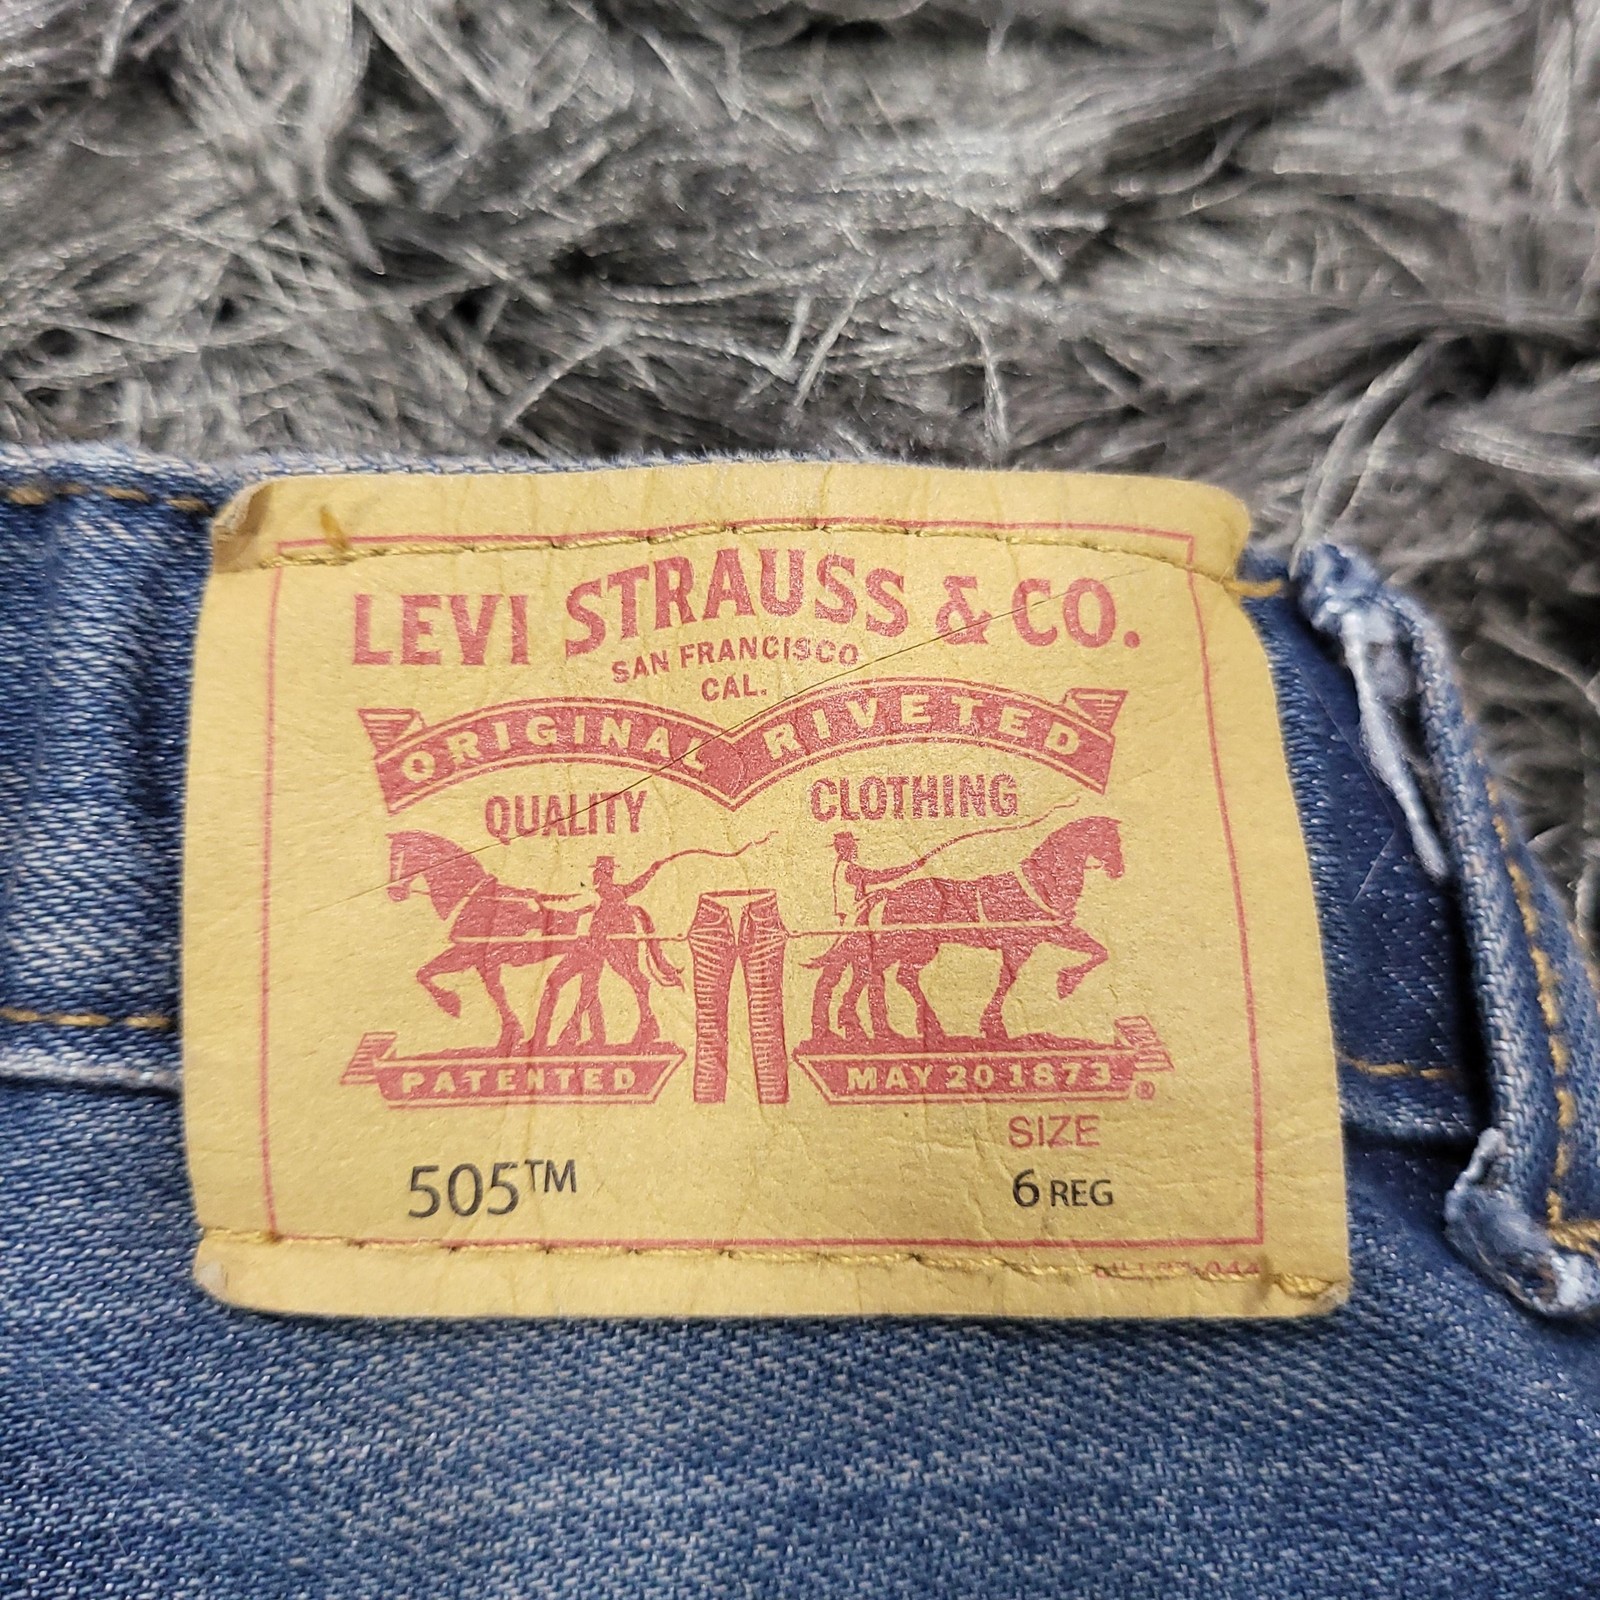 LEVI STRAUSS & CO.
SAN FRANCISCO
CAL.
ORIGINAL RIVETED
QUALITY CLOTHING
PATENTED MAY 20 1873 ®
SIZE
505™ 6 REG